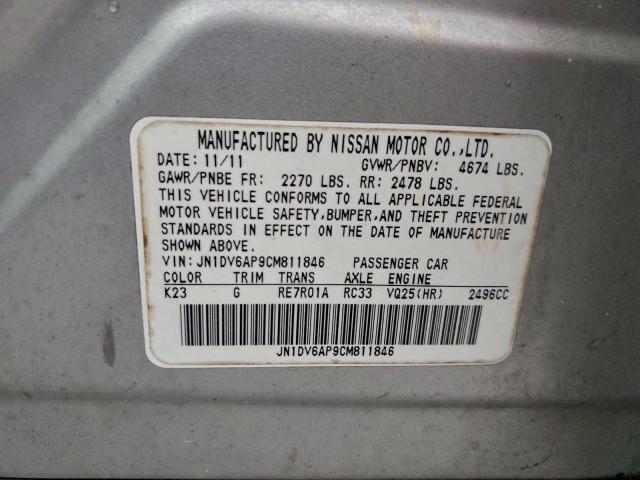 MANUFACTURED BY NISSAN MOTOR CO.,LTD.
DATE: 11/11 GVWR/PNBV: 4674 LBS.
GAWR/PNBE FR: 2270 LBS. RR: 2478 LBS.
THIS VEHICLE CONFORMS TO ALL APPLICABLE FEDERAL
MOTOR VEHICLE SAFETY,BUMPER,AND THEFT PREVENTION
STANDARDS IN EFFECT ON THE DATE OF MANUFACTURE
SHOWN ABOVE.
VIN: JN1DV6AP9CM811846 PASSENGER CAR
COLOR TRIM TRANS AXLE ENGINE
K23 G RE7R01A RC33 VQ25(HR) 2496CC
JN1DV6AP9CM811846